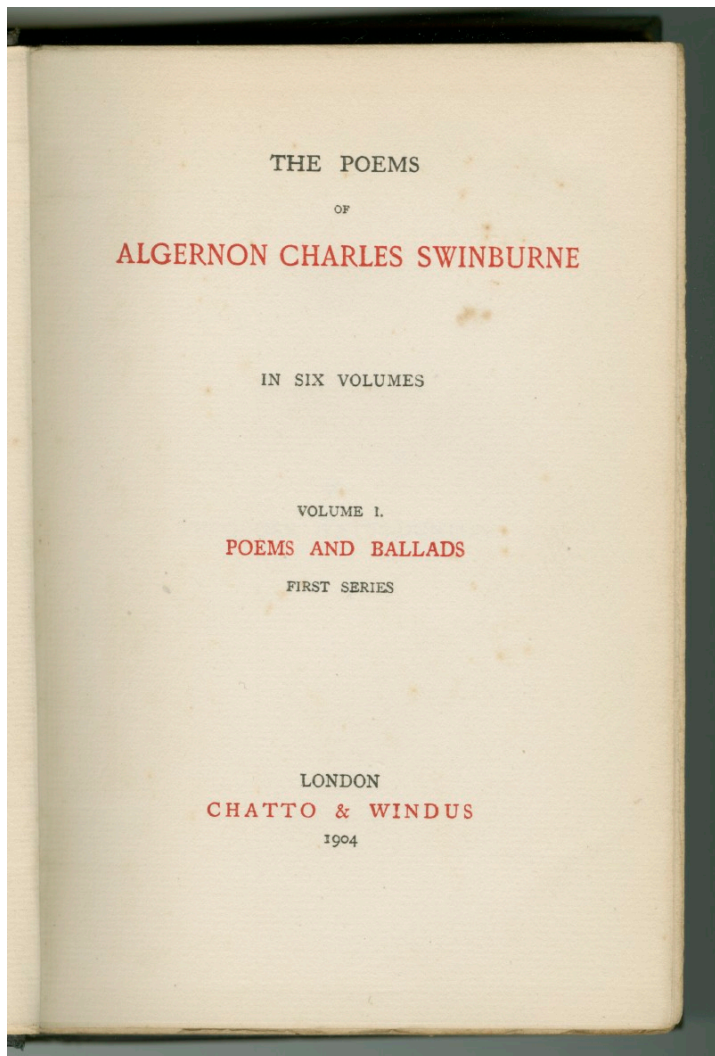 THE POEMS
OF
ALGERNON CHARLES SWINBURNE
IN SIX VOLUMES
VOLUME I.
POEMS AND BALLADS
FIRST SERIES
LONDON
CHATTO & WINDUS
1904